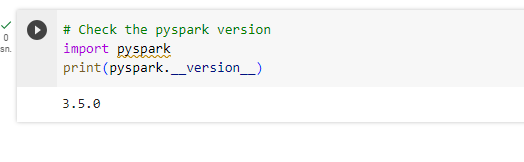 # Check the pyspark version
import pyspark
print(pyspark.__version__)
0
sn.
3.5.0